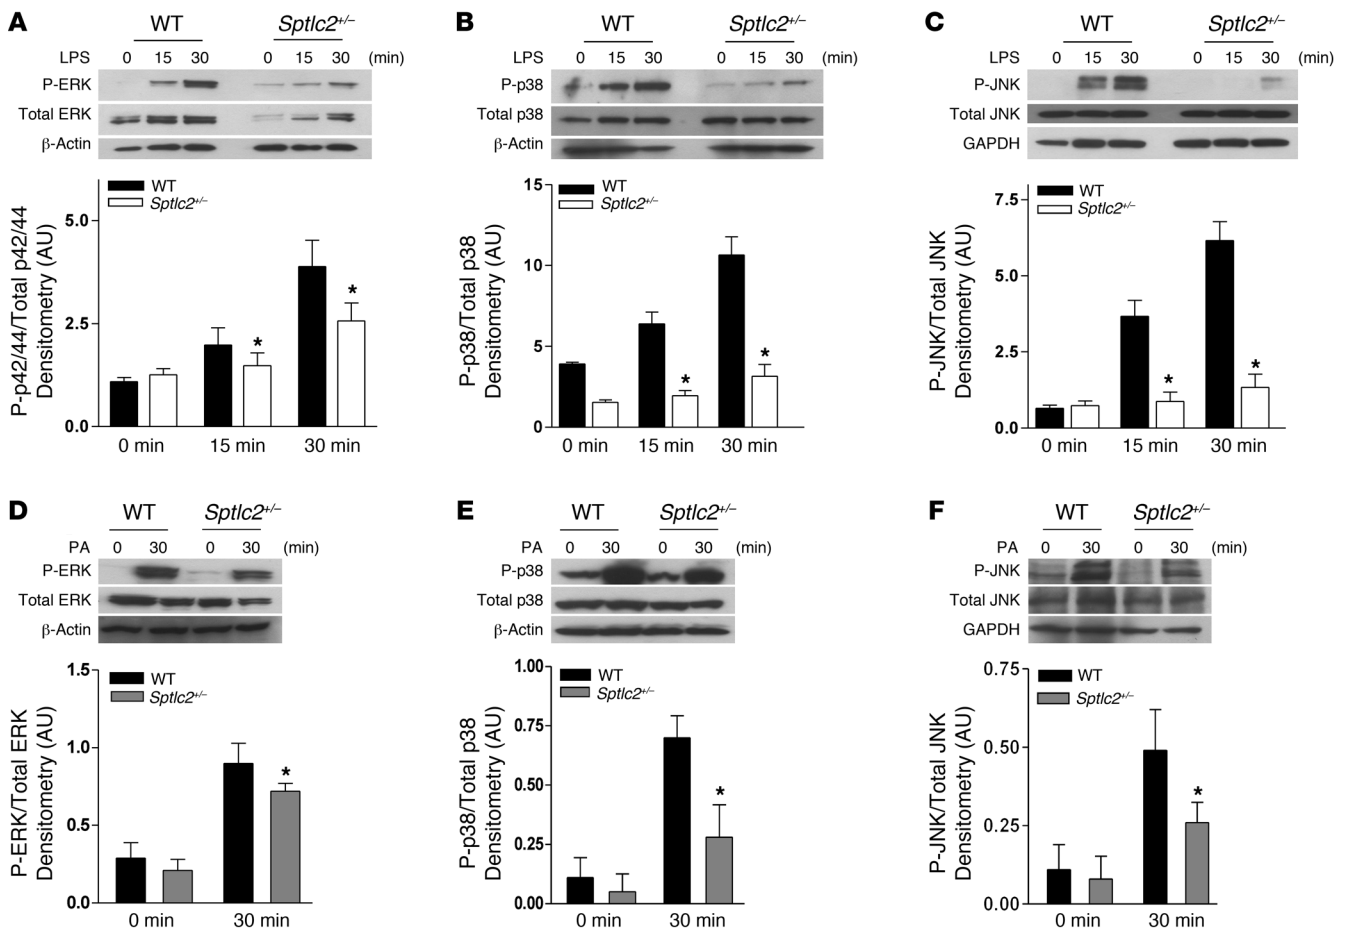 A
WT Sptlc2+/–
LPS 0 15 30 0 15 30 (min)
P-ERK
Total ERK
β-Actin
WT
Sptlc2+/–
P-p42/44/Total p42/44
Densitometry (AU)
5.0
2.5
0.0
*
*
0 min 15 min 30 min
B
WT Sptlc2+/–
LPS 0 15 30 0 15 30 (min)
P-p38
Total p38
β-Actin
WT
Sptlc2+/–
P-p38/Total p38
Densitometry (AU)
15
10
5
0
*
*
0 min 15 min 30 min
C
WT Sptlc2+/–
LPS 0 15 30 0 15 30 (min)
P-JNK
Total JNK
GAPDH
WT
Sptlc2+/–
P-JNK/Total JNK
Densitometry (AU)
7.5
5.0
2.5
0.0
*
*
0 min 15 min 30 min
D
WT Sptlc2+/–
PA 0 30 0 30 (min)
P-ERK
Total ERK
β-Actin
WT
Sptlc2+/–
P-ERK/Total ERK
Densitometry (AU)
1.5
1.0
0.5
0.0
*
0 min 30 min
E
WT Sptlc2+/–
PA 0 30 0 30 (min)
P-p38
Total p38
β-Actin
WT
Sptlc2+/–
P-p38/Total p38
Densitometry (AU)
1.00
0.75
0.50
0.25
0.00
*
0 min 30 min
F
WT Sptlc2+/–
PA 0 30 0 30 (min)
P-JNK
Total JNK
GAPDH
WT
Sptlc2+/–
P-JNK/Total JNK
Densitometry (AU)
0.75
0.50
0.25
0.00
*
0 min 30 min